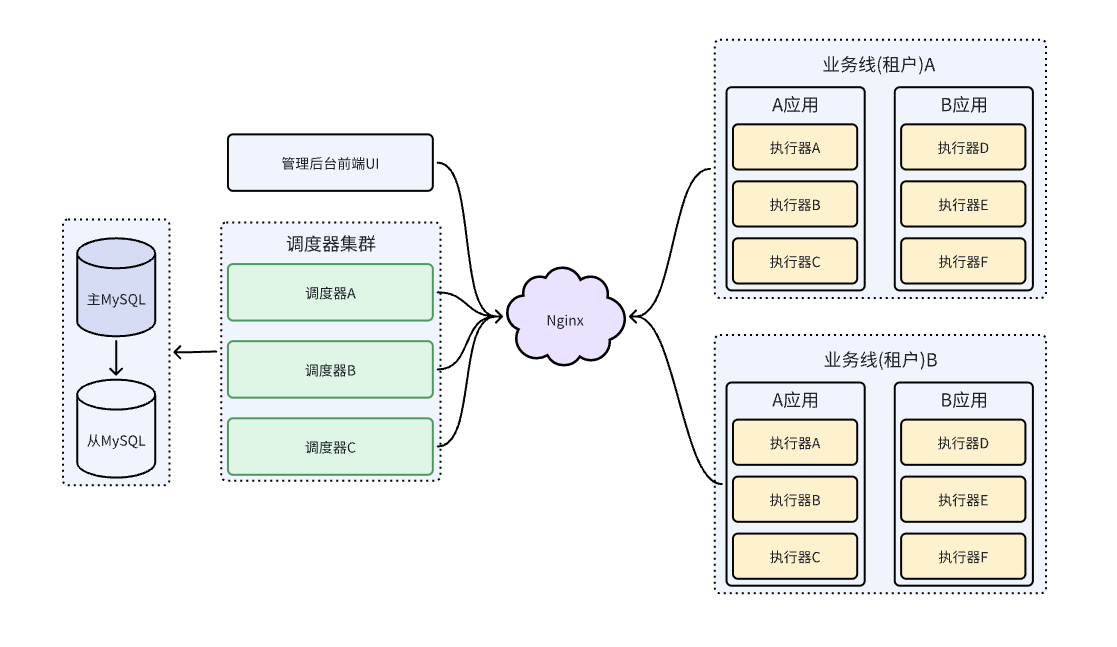 管理后台前端UI
主MySQL
从MySQL
调度器集群
调度器A
调度器B
调度器C
Nginx
业务线(租户)A
A应用
执行器A
执行器B
执行器C
B应用
执行器D
执行器E
执行器F
业务线(租户)B
A应用
执行器A
执行器B
执行器C
B应用
执行器D
执行器E
执行器F